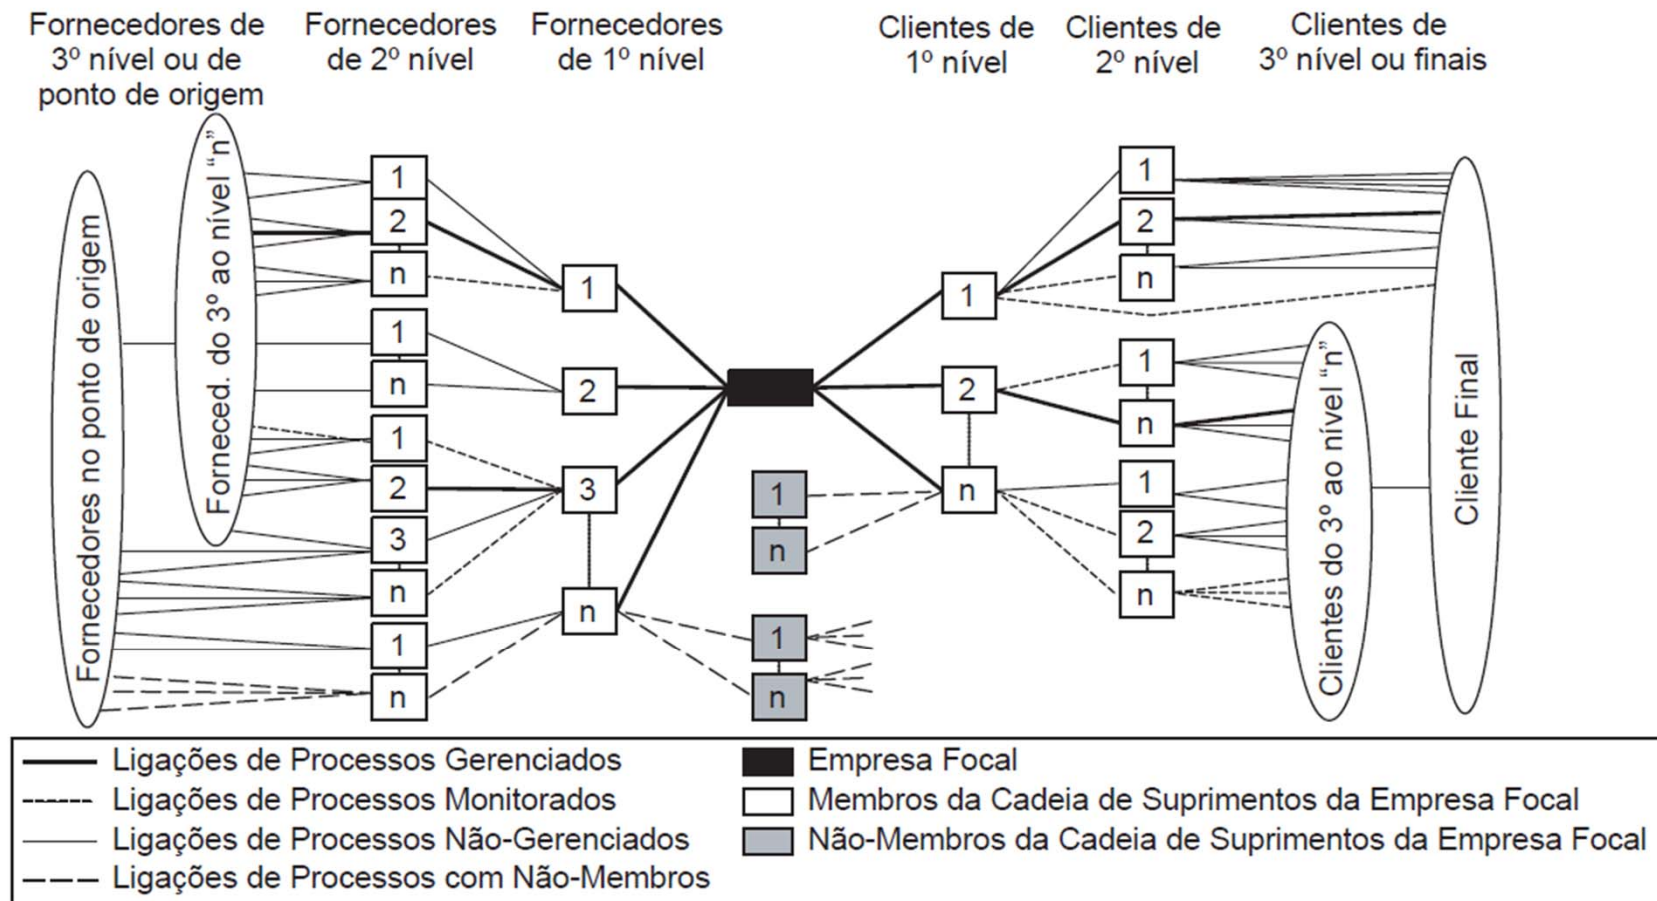 Fornecedores de
3º nível ou de
ponto de origem
Fornecedores
de 2º nível
Fornecedores
de 1º nível
Clientes de
1º nível
Clientes de
2º nível
Clientes de
3º nível ou finais
Fornecedores no ponto de origem
Forneced. do 3º ao nível “n”
1
2
n
1
n
1
2
3
n
1
n
1
2
3
n
1
n
1
n
1
2
n
1
2
n
1
n
1
2
n
Clientes do 3º ao nível “n”
Cliente Final
Ligações de Processos Gerenciados
Ligações de Processos Monitorados
Ligações de Processos Não-Gerenciados
Ligações de Processos com Não-Membros
Empresa Focal
Membros da Cadeia de Suprimentos da Empresa Focal
Não-Membros da Cadeia de Suprimentos da Empresa Focal